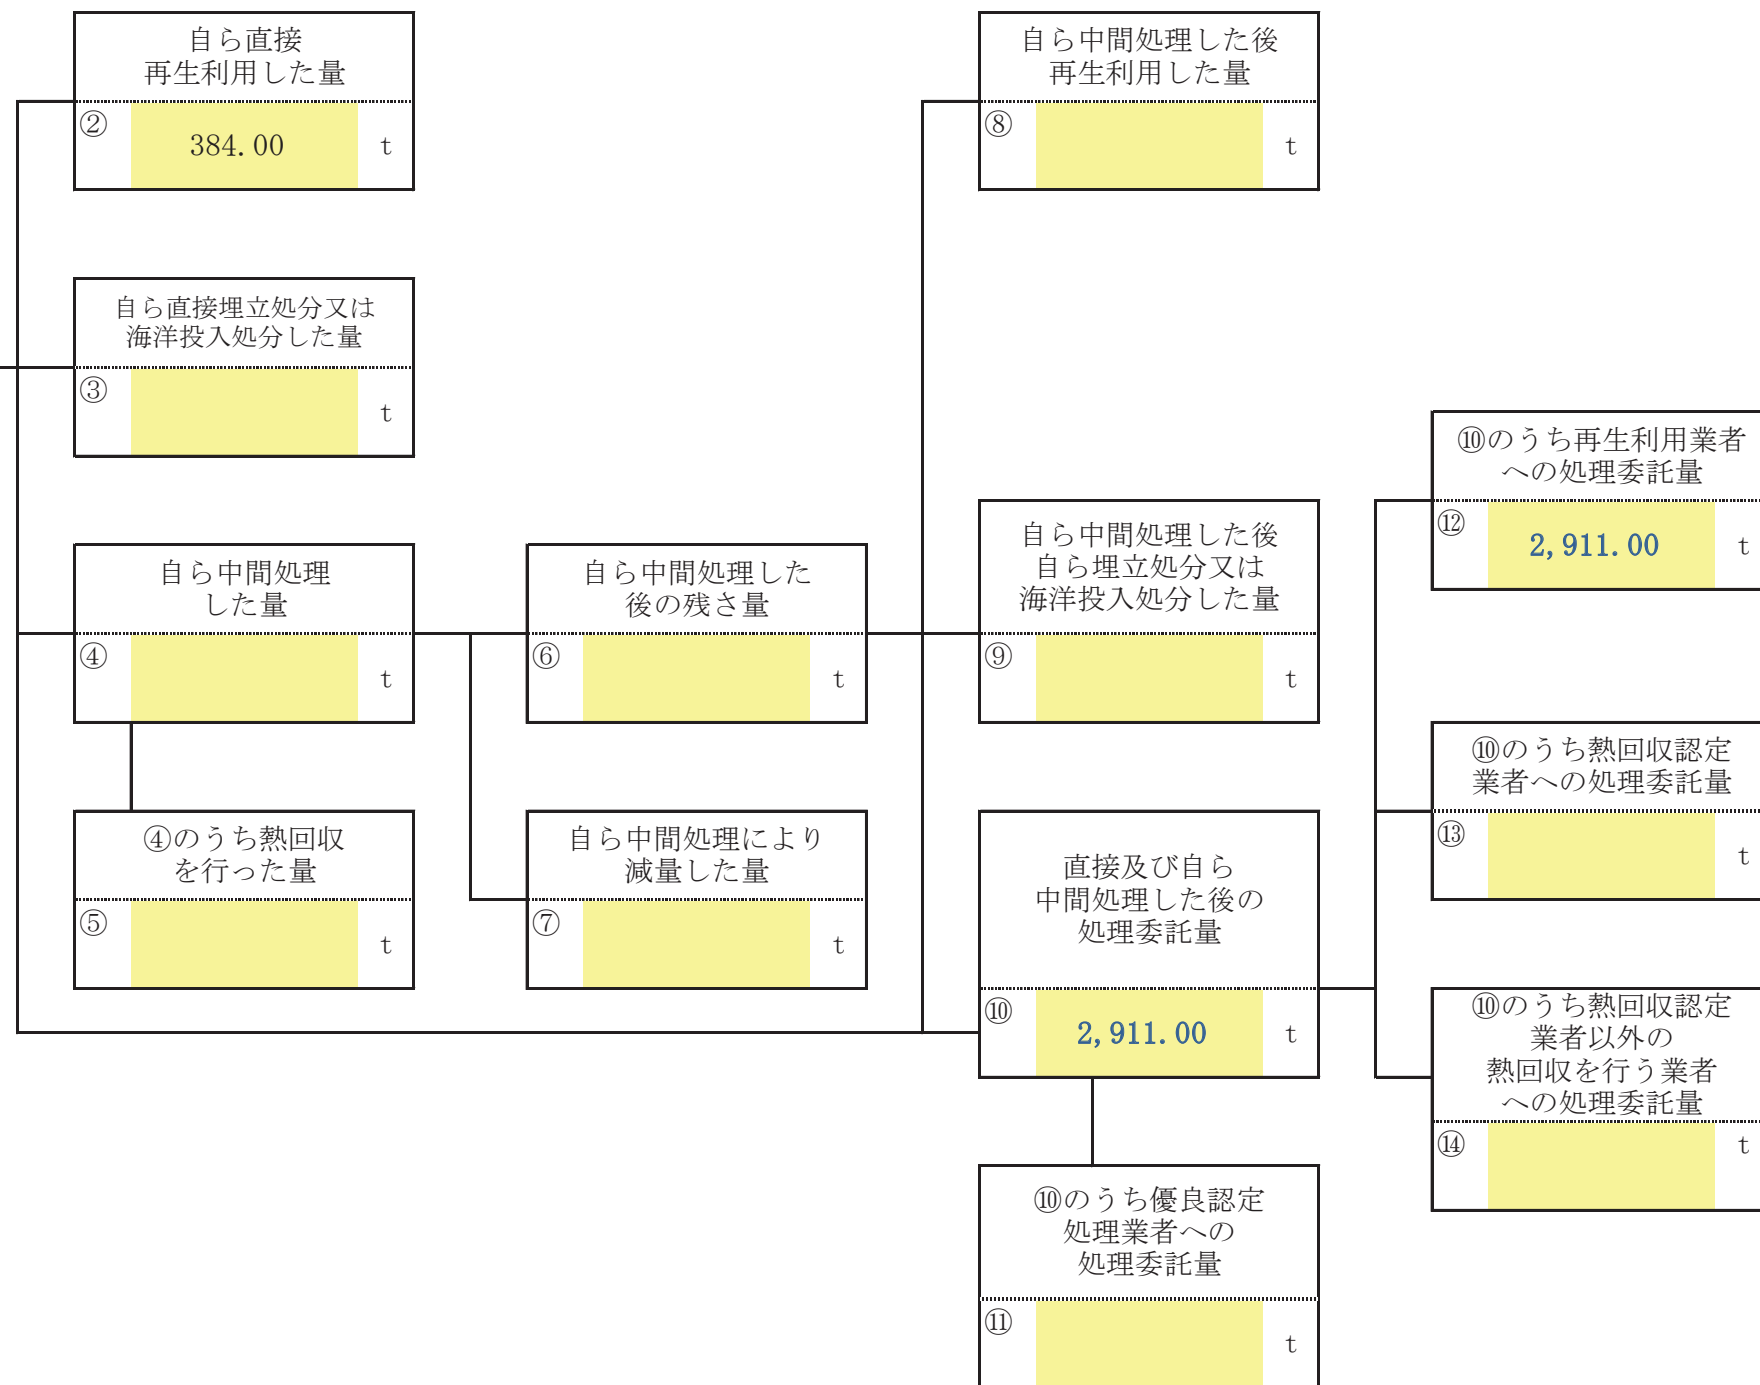 自ら直接
再生利用した量
②
384.00
t
自ら中間処理した後
再生利用した量
⑧
t
自ら直接埋立処分又は
海洋投入処分した量
③
t
⑩のうち再生利用業者
への処理委託量
⑫
2,911.00
t
自ら中間処理
した量
④
t
自ら中間処理した
後の残さ量
⑥
t
自ら中間処理した後
自ら埋立処分又は
海洋投入処分した量
⑨
t
⑩のうち熱回収認定
業者への処理委託量
⑬
t
④のうち熱回収
を行った量
⑤
t
自ら中間処理により
減量した量
⑦
t
直接及び自ら
中間処理した後の
処理委託量
⑩
2,911.00
t
⑩のうち熱回収認定
業者以外の
熱回収を行う業者
への処理委託量
⑭
t
⑩のうち優良認定
処理業者への
処理委託量
⑪
t